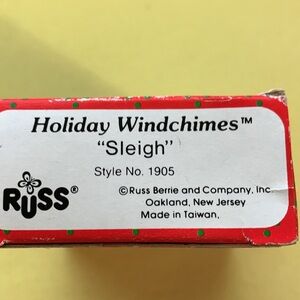 Holiday Windchimes™
"Sleigh"
Style No. 1905
RUSS®
©Russ Berrie and Company, Inc.
Oakland, New Jersey
Made in Taiwan.